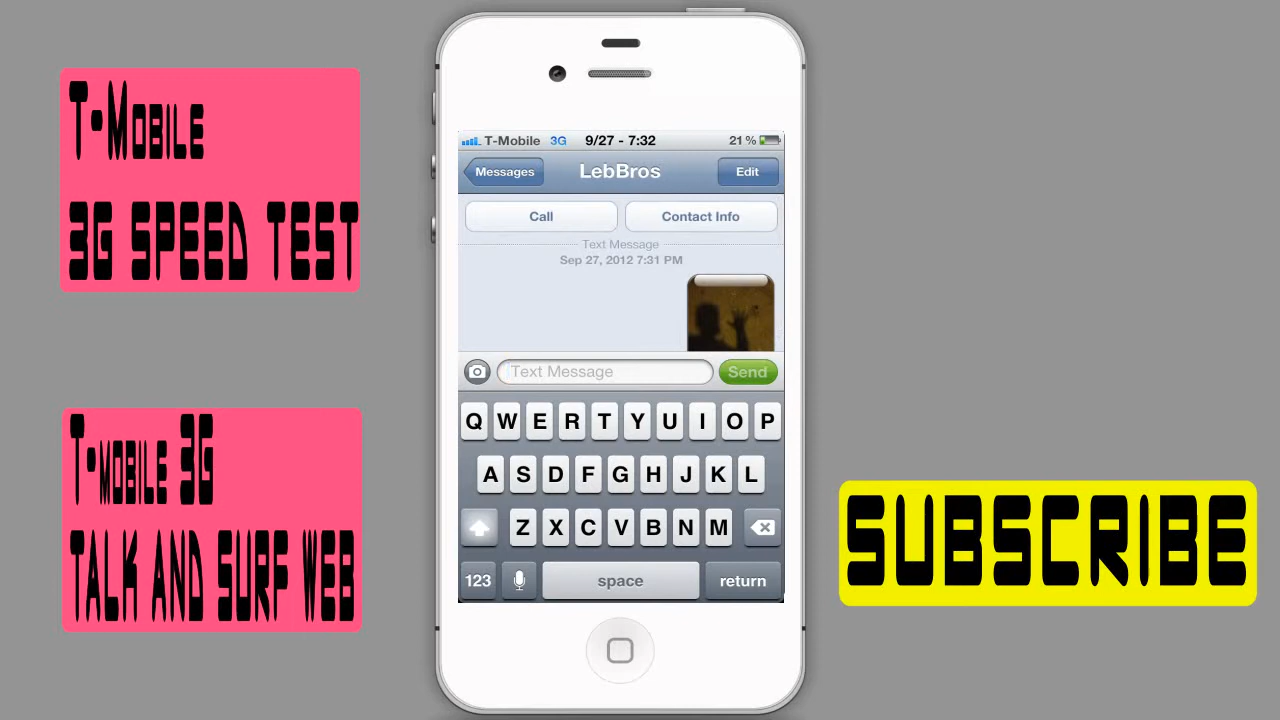 T-Mobile
3G SPEED TEST
T-mobile 3G
TALK AND SURF WEB
T-Mobile 3G 9/27 - 7:32 21 %
Messages LebBros Edit
Call Contact Info
Text Message
Sep 27, 2012 7:31 PM
Text Message Send
Q W E R T Y U I O P
A S D F G H J K L
Z X C V B N M
123 space return
SUBSCRIBE